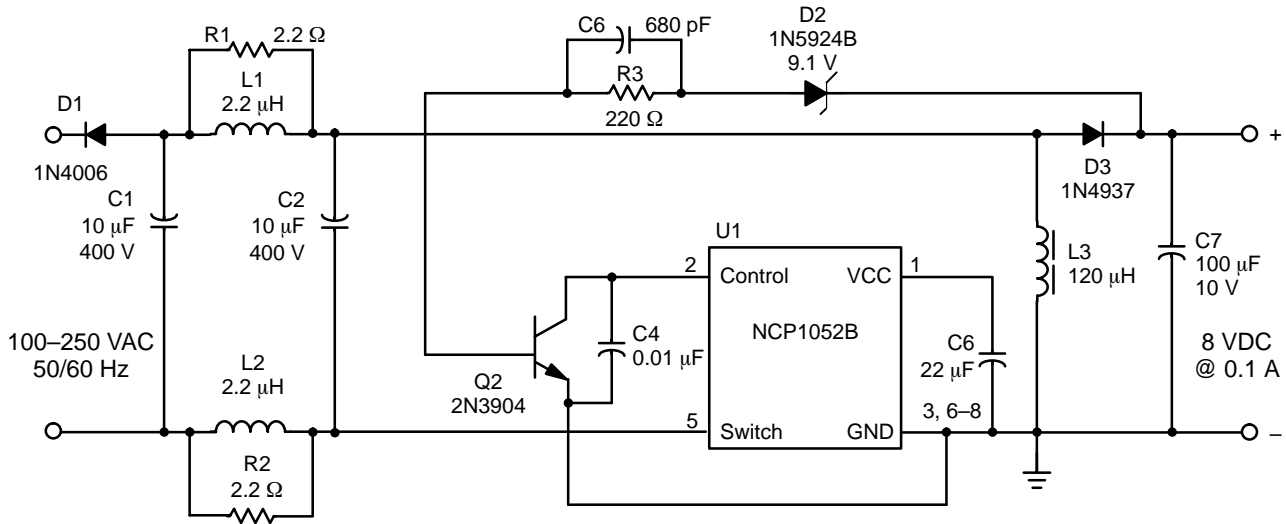 C6 680 pF
D2
1N5924B
9.1 V
R1 2.2 Ω
L1
2.2 μH
R3
220 Ω
D1
1N4006
+
D3
1N4937
C1
10 μF
400 V
C2
10 μF
400 V
U1
2
Control
VCC
1
NCP1052B
L3
120 μH
C7
100 μF
10 V
100–250 VAC
50/60 Hz
C4
0.01 μF
C6
22 μF
8 VDC
@ 0.1 A
L2
2.2 μH
Q2
2N3904
5
Switch
GND
3, 6–8
–
R2
2.2 Ω